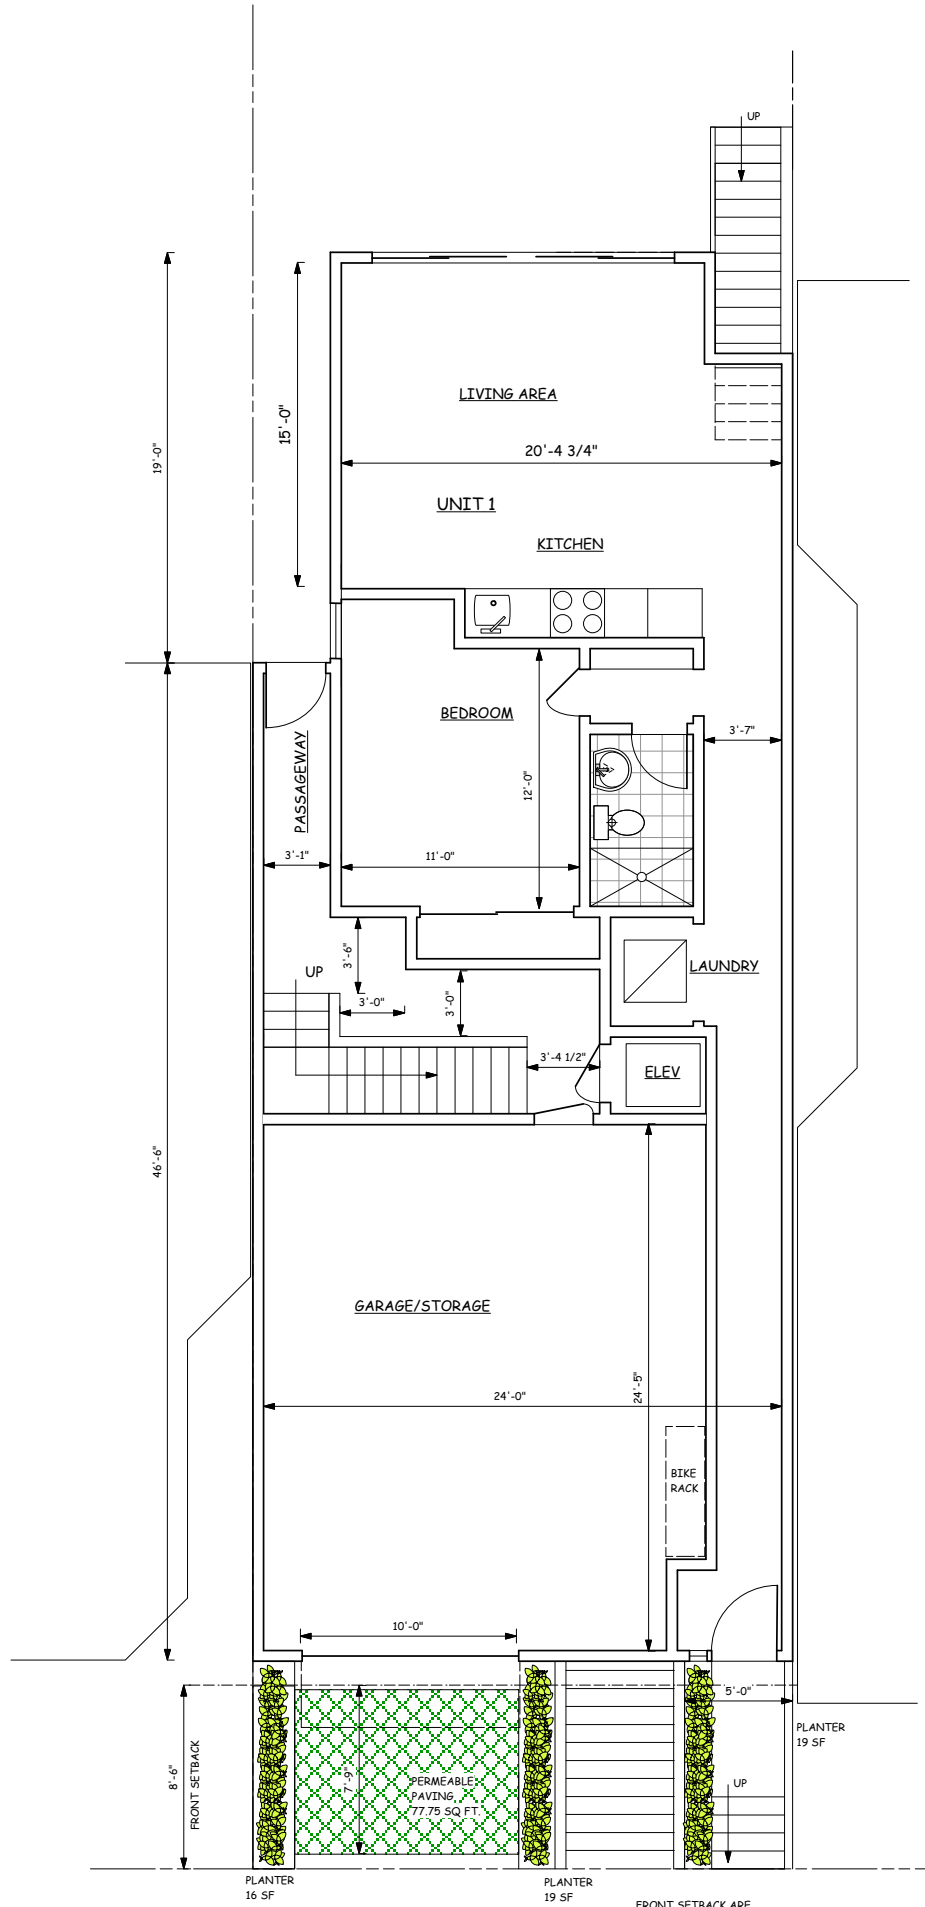 UP
LIVING AREA
15'-0"
19'-0"
20'-4 3/4"
UNIT 1
KITCHEN
BEDROOM
3'-7"
PASSAGEWAY
12'-0"
3'-1"
11'-0"
3'-6"
UP
LAUNDRY
3'-0"
3'-0"
3'-4 1/2"
ELEV
46'-6"
GARAGE/STORAGE
24'-5"
24'-0"
BIKE
RACK
10'-0"
5'-0"
PLANTER
19 SF
8'-6"
FRONT SETBACK
7'-9"
PERMEABLE
PAVING
77.75 SQ FT.
UP
PLANTER
16 SF
PLANTER
19 SF
FRONT SETBACK ARE